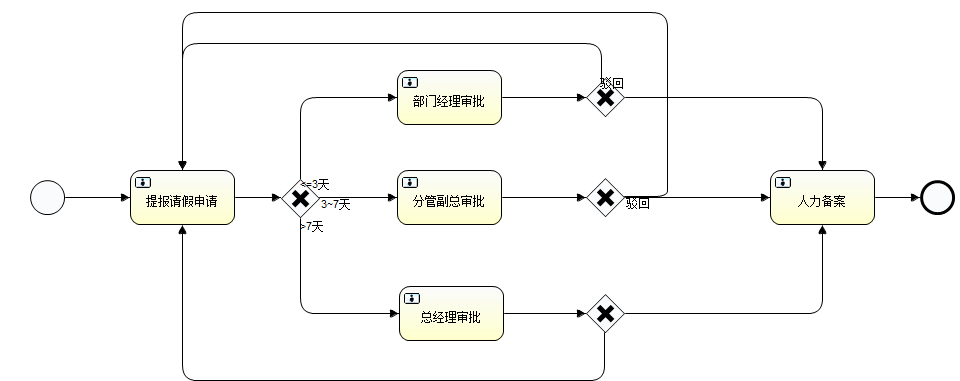 驳回
部门经理审批
<=3天
提报请假申请
3~7天
分管副总审批
驳回
人力备案
>7天
总经理审批